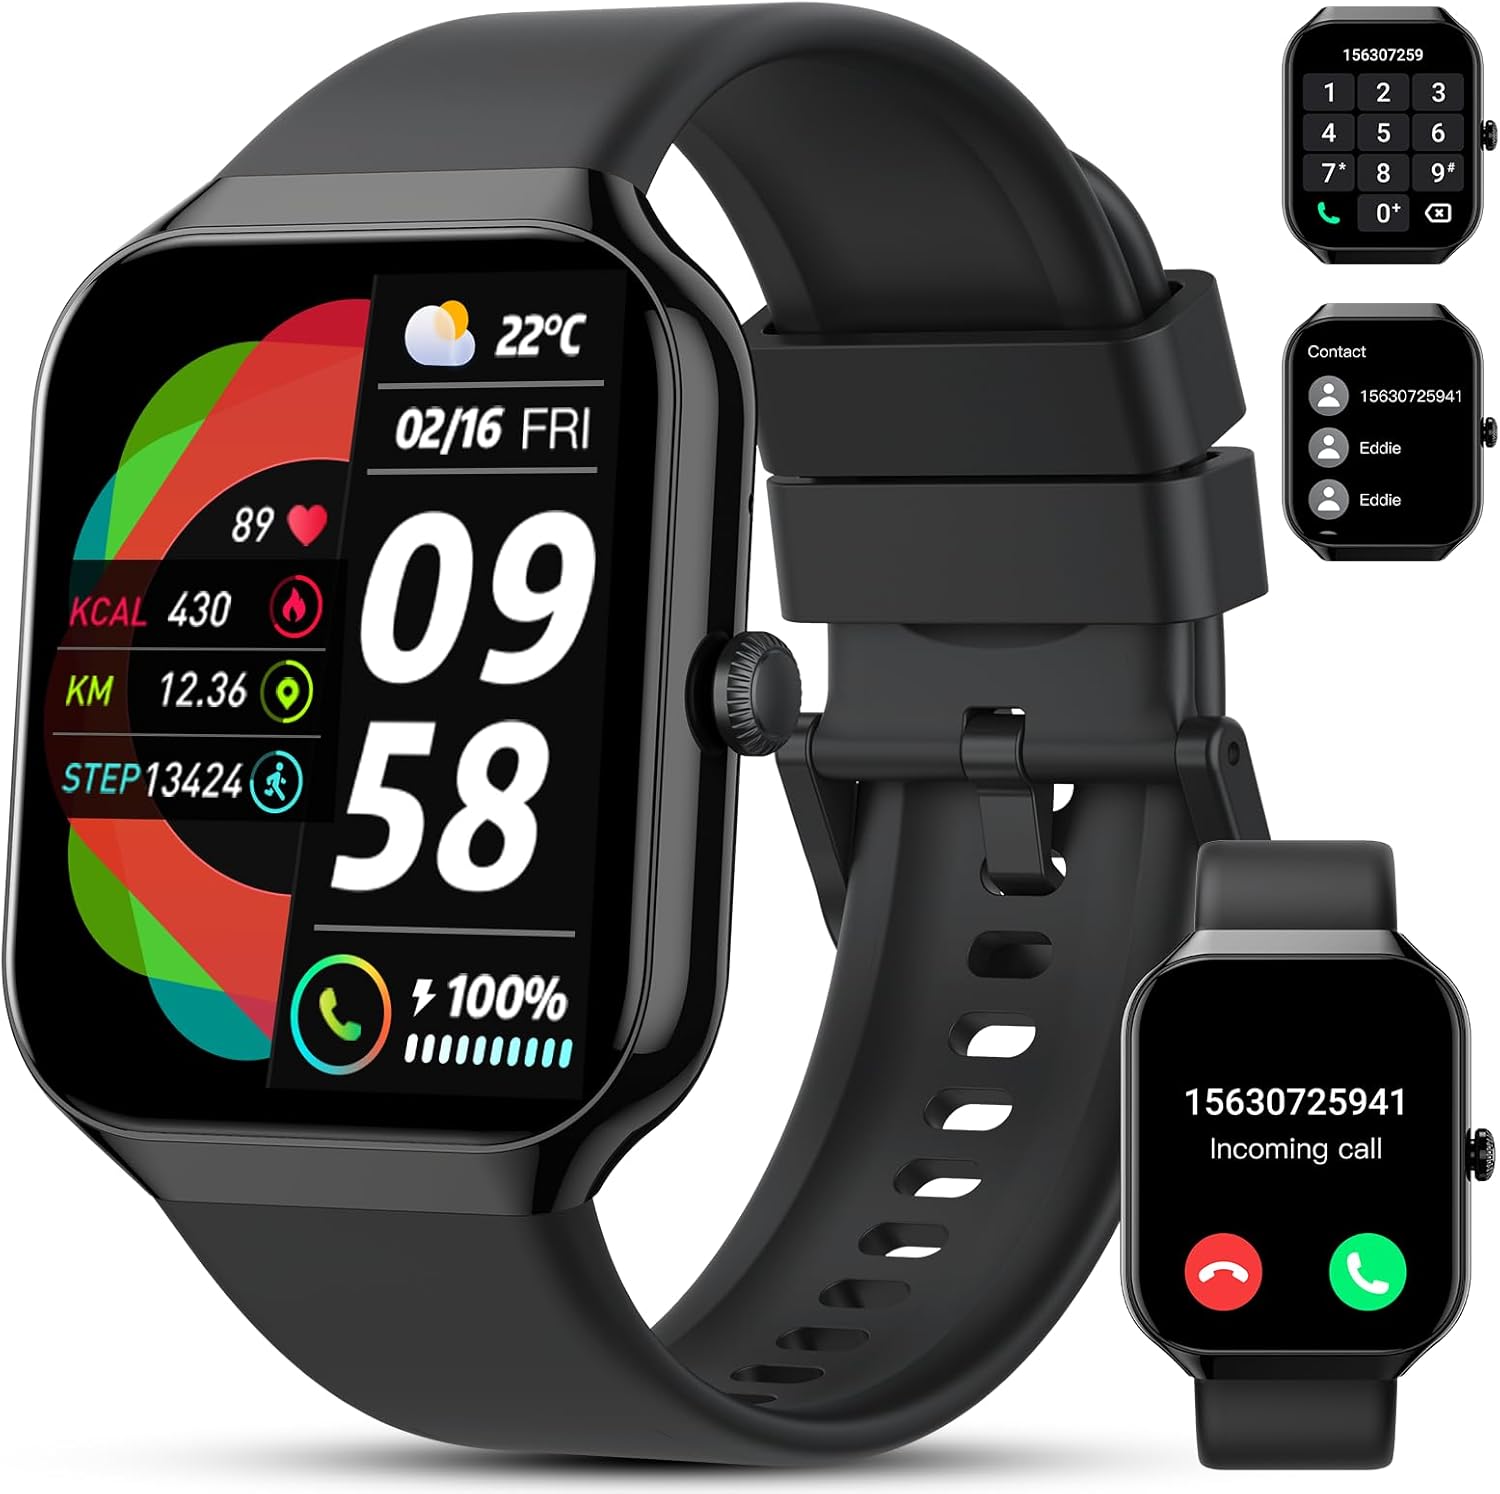 22°C
02/16 FRI
89
09
KCAL 430
KM 12.36
58
STEP 13424
100%
156307259
1 2 3
4 5 6
7* 8 9#
0+
Contact
15630725941
Eddie
Eddie
15630725941
Incoming call